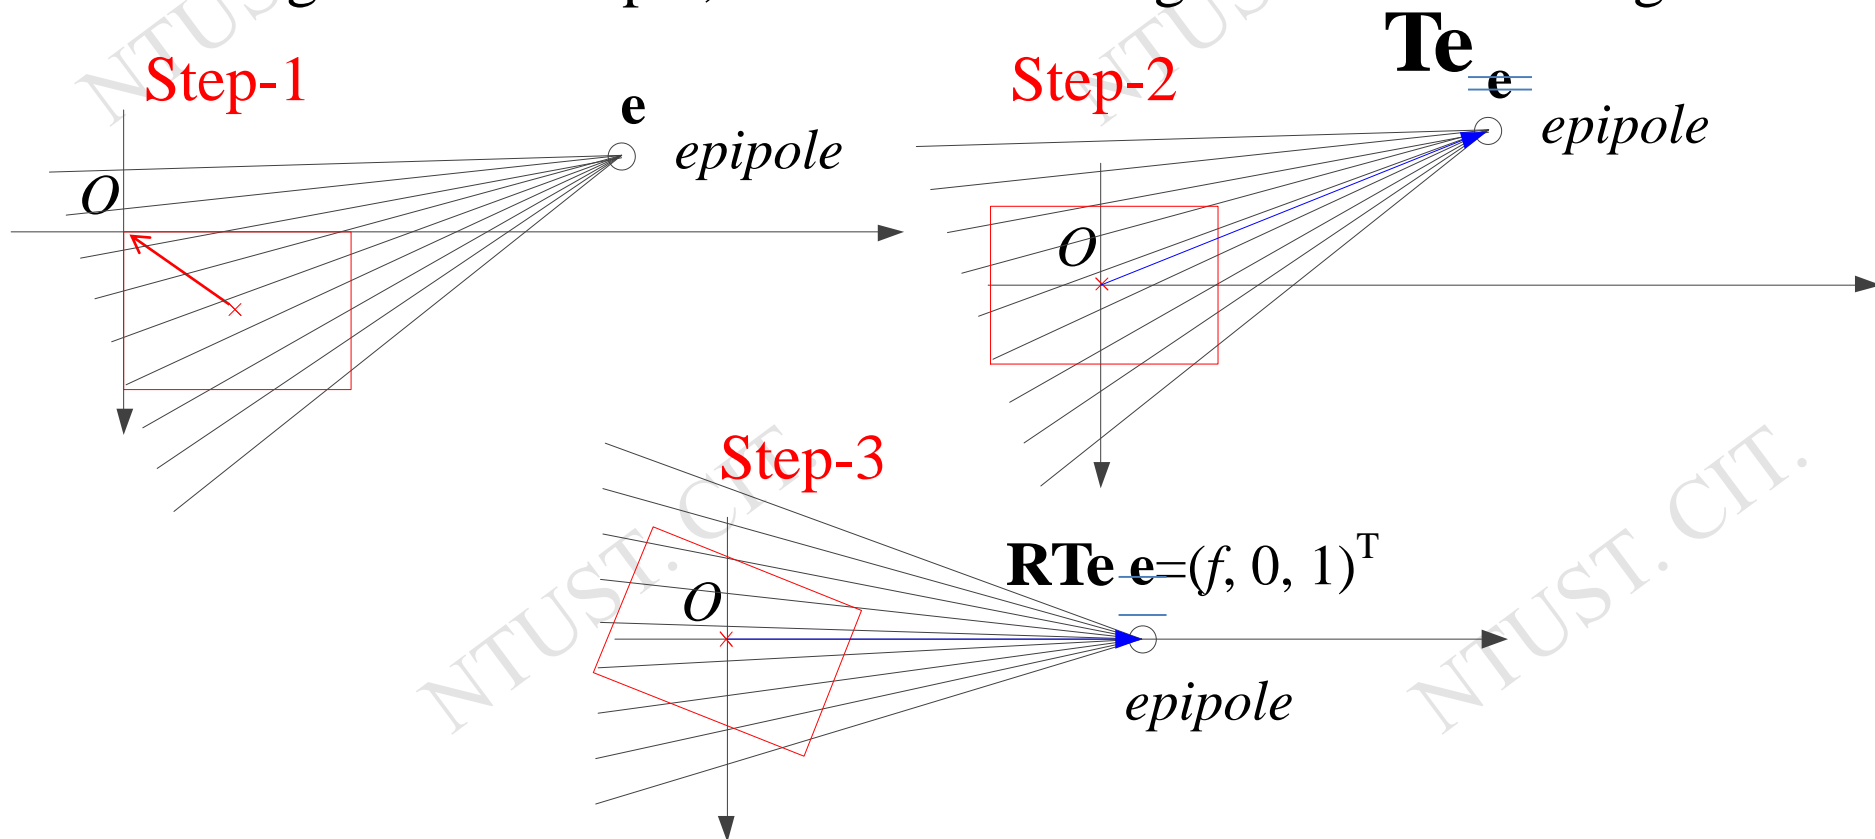 Step-1
e
epipole
O
Step-2
Te e
epipole
O
Step-3
RTe e=(f, 0, 1)ᵀ
O
epipole
NTUST. CIT.
NTUST. CIT.